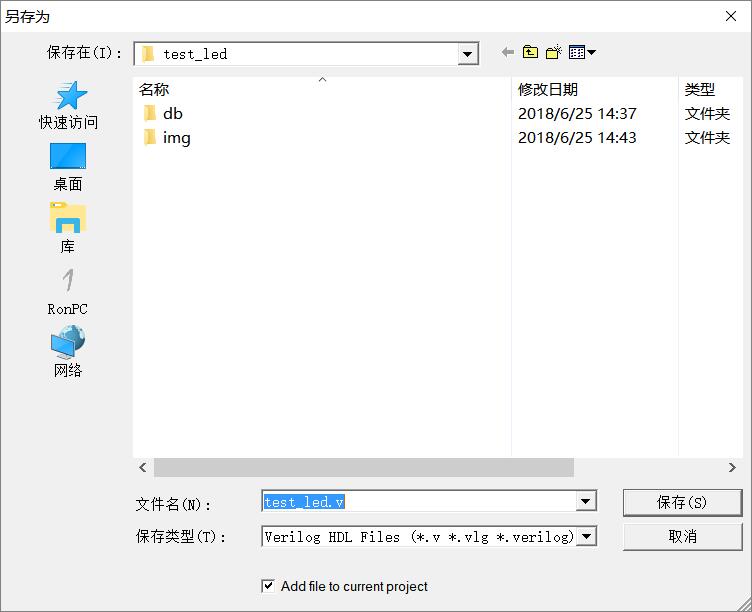 另存为
保存在(I):
test_led
快速访问
桌面
库
RonPC
网络
名称 修改日期 类型
db 2018/6/25 14:37 文件夹
img 2018/6/25 14:43 文件夹
文件名(N): test_led.v 保存(S)
保存类型(T): Verilog HDL Files (*.v *.vlg *.verilog) 取消
Add file to current project